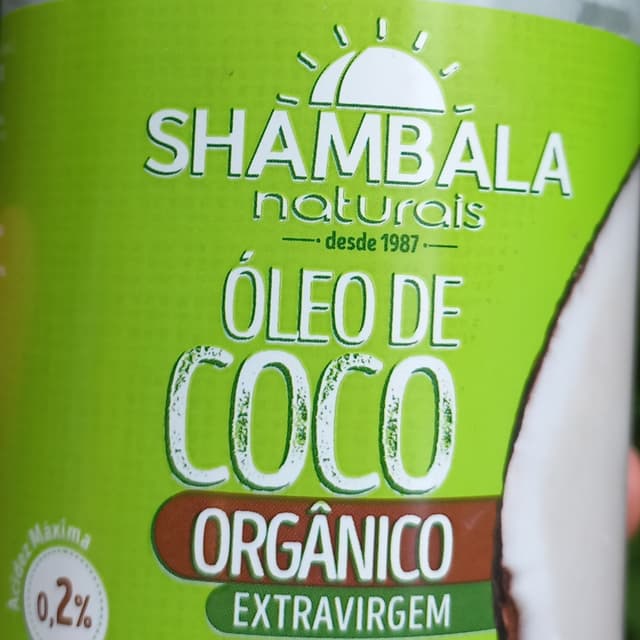 SHAMBALA
naturais
desde 1987
ÓLEO DE
COCO
ORGÂNICO
EXTRAVIRGEM
Acidez Máxima
0,2%